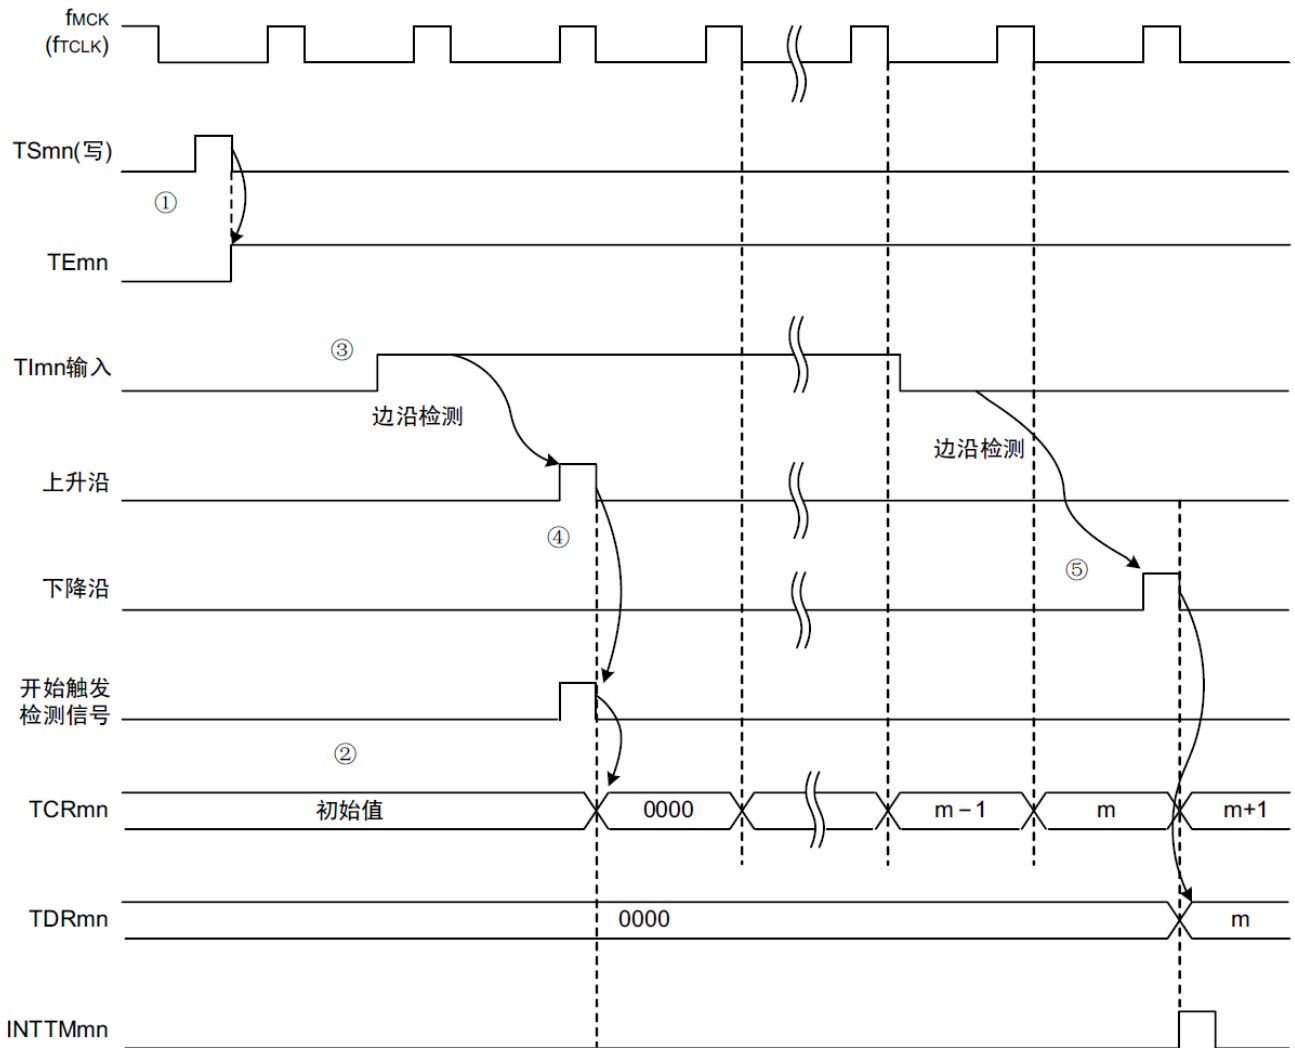 fMCK
(fTCLK)
TSmn(写)
①
TEmn
③
TImn输入
边沿检测
边沿检测
上升沿
④
⑤
下降沿
开始触发
检测信号
②
TCRmn 初始值 0000 m－1 m m+1
TDRmn 0000 m
INTTMmn